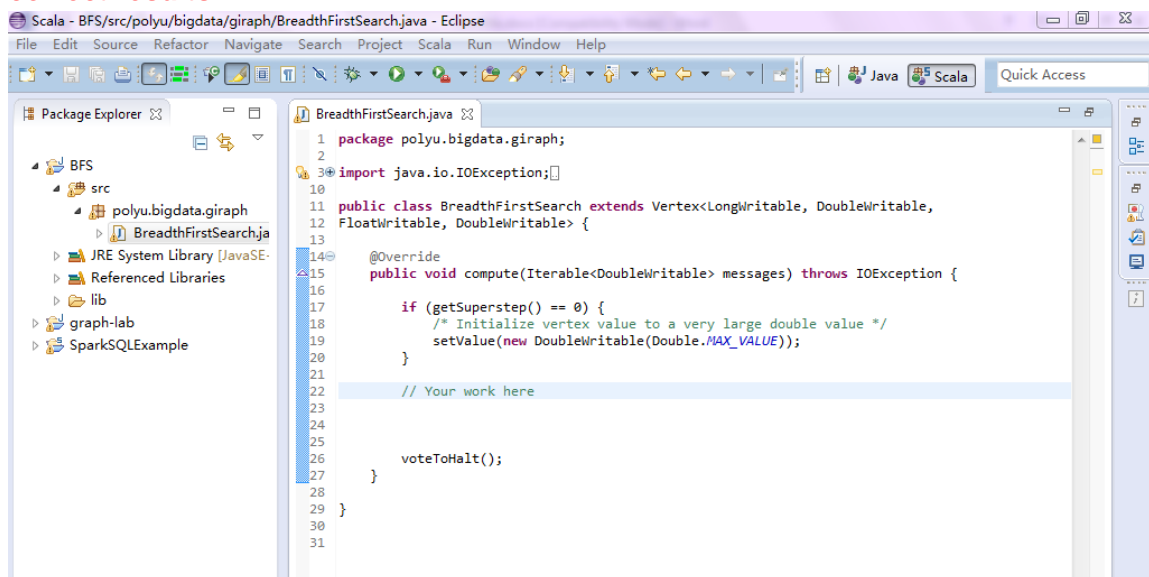 Scala - BFS/src/polyu/bigdata/giraph/BreadthFirstSearch.java - Eclipse
File Edit Source Refactor Navigate Search Project Scala Run Window Help
Java Scala Quick Access
Package Explorer
BFS
src
polyu.bigdata.giraph
BreadthFirstSearch.ja
JRE System Library [JavaSE-
Referenced Libraries
lib
graph-lab
SparkSQLExample
BreadthFirstSearch.java
1 package polyu.bigdata.giraph;
2
3 import java.io.IOException;
10
11 public class BreadthFirstSearch extends Vertex<LongWritable, DoubleWritable,
12 FloatWritable, DoubleWritable> {
13
14 @Override
15 public void compute(Iterable<DoubleWritable> messages) throws IOException {
16
17 if (getSuperstep() == 0) {
18 /* Initialize vertex value to a very large double value */
19 setValue(new DoubleWritable(Double.MAX_VALUE));
20 }
21
22 // Your work here
23
24
25
26 voteToHalt();
27 }
28
29 }
30
31